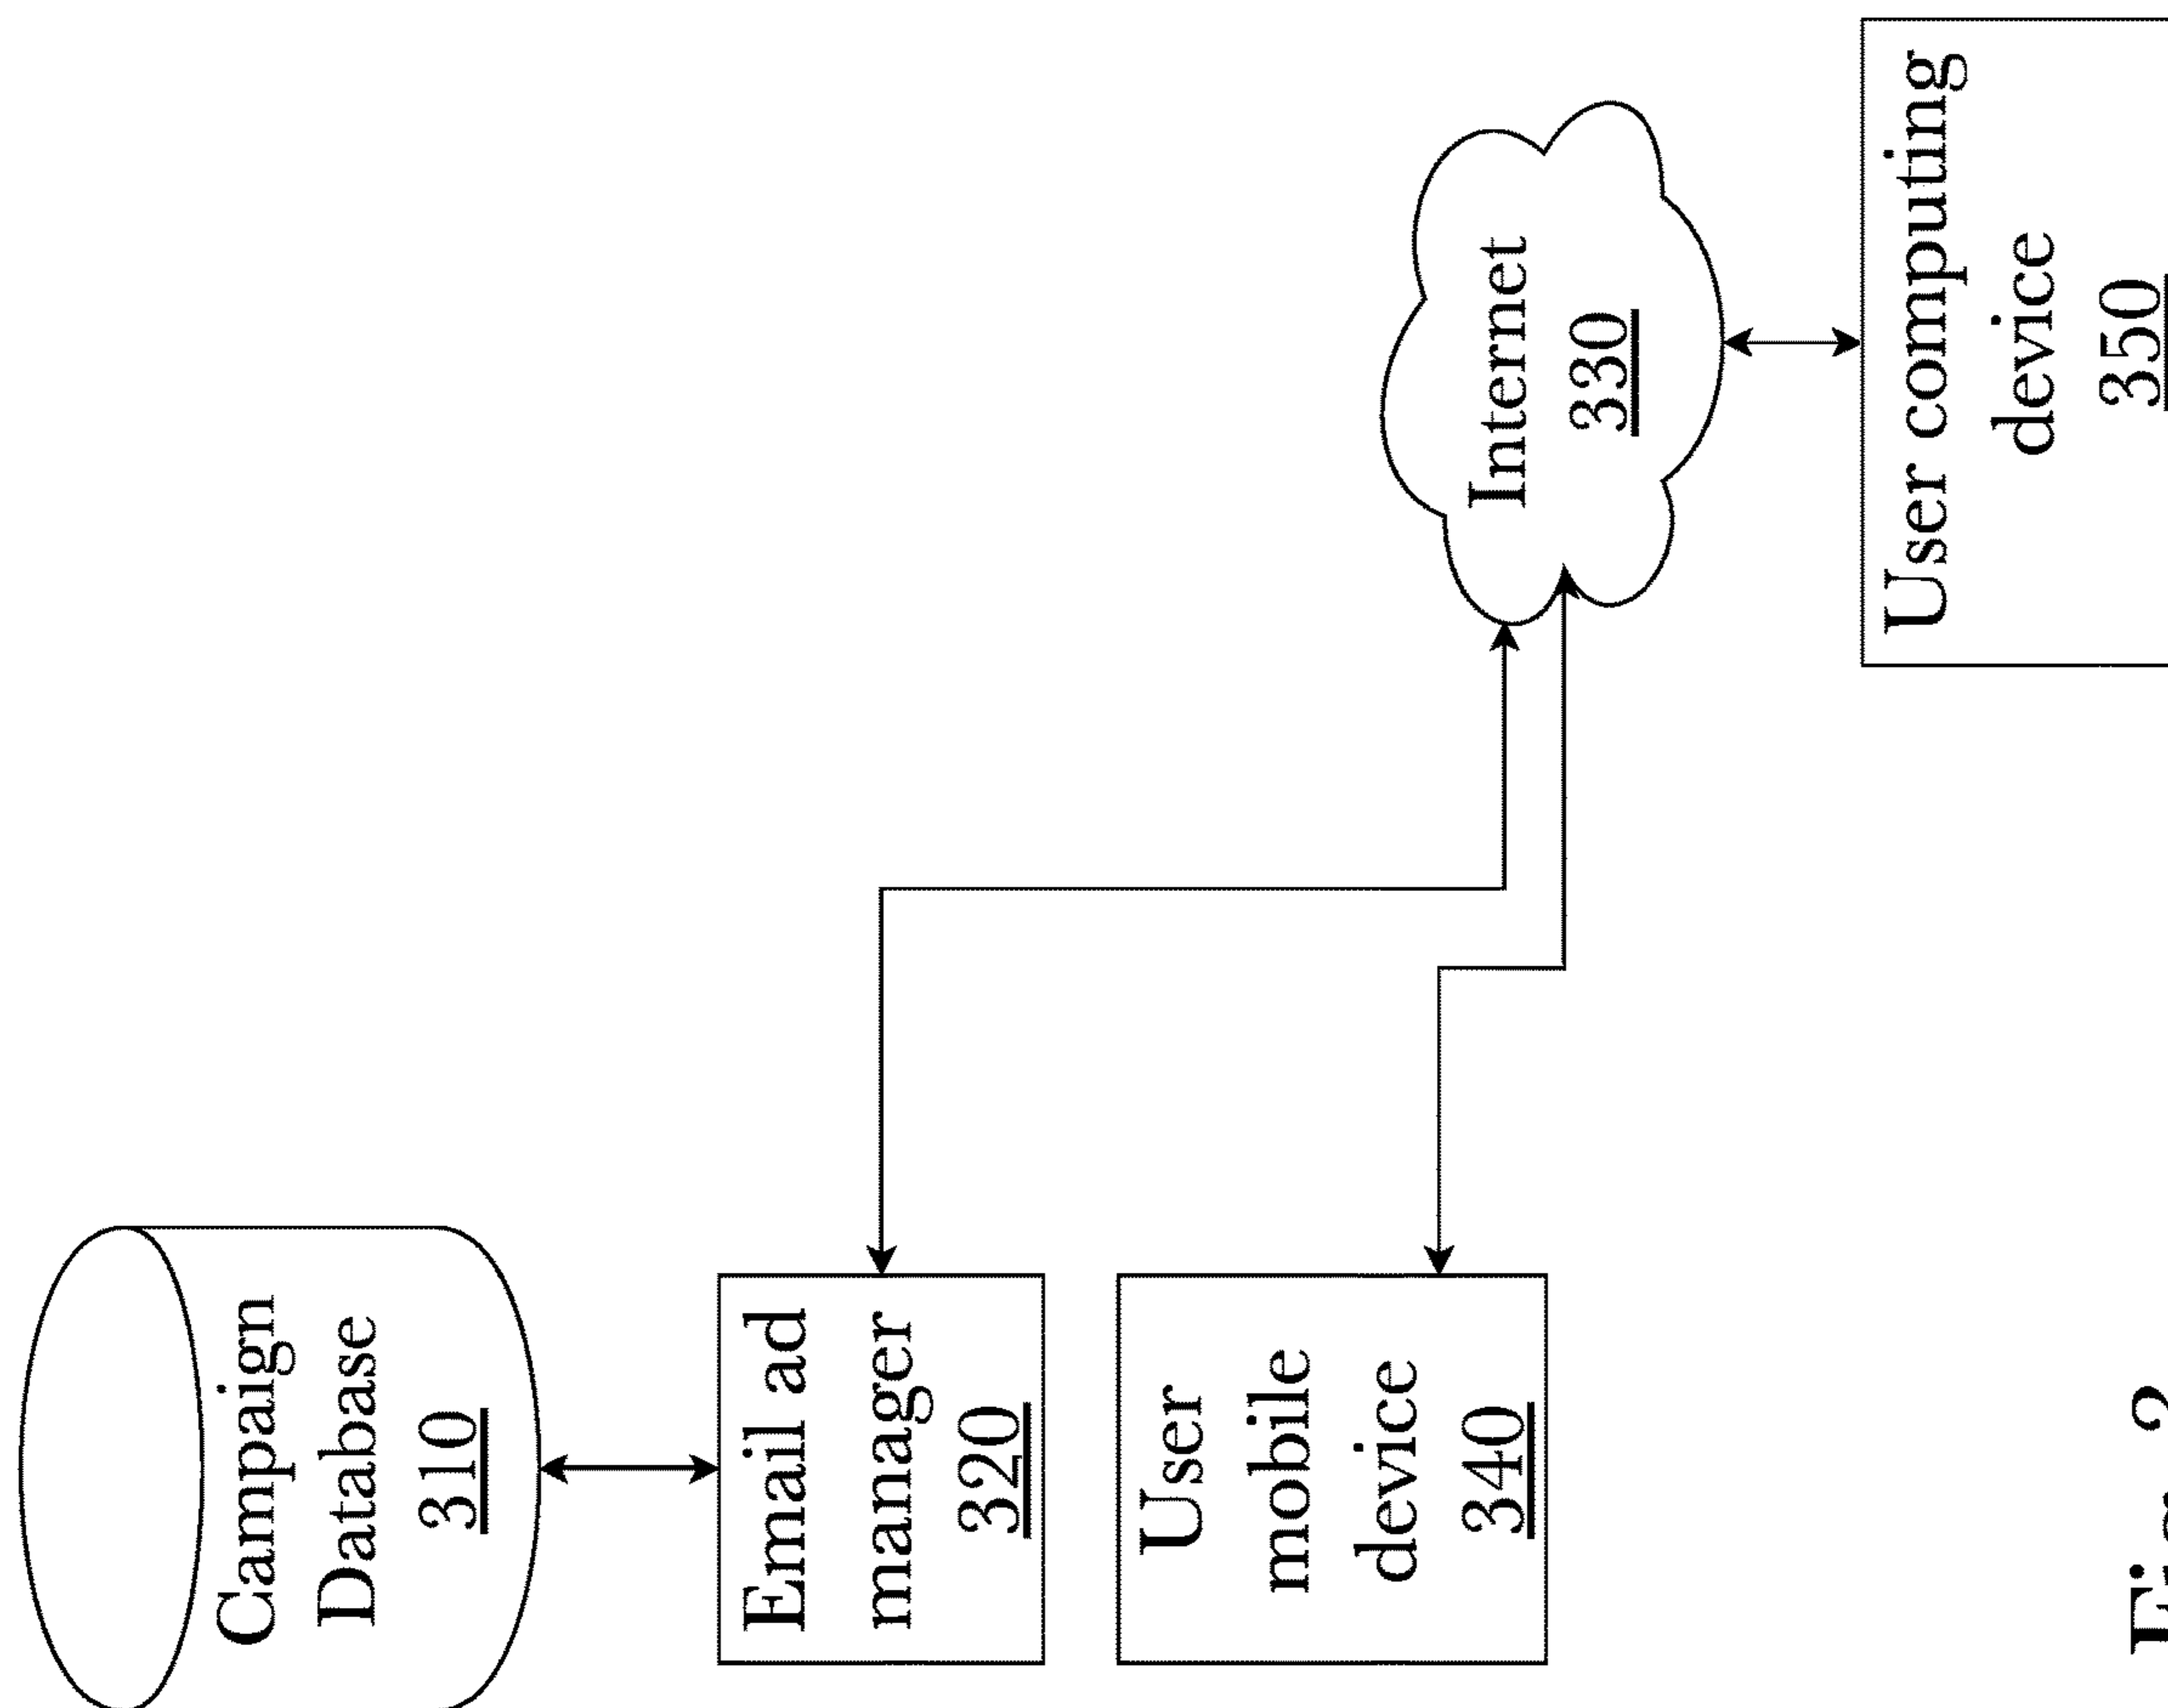 Campaign
Database
310
Email ad
manager
320
User
mobile
device
340
Internet
330
User computing
device
350